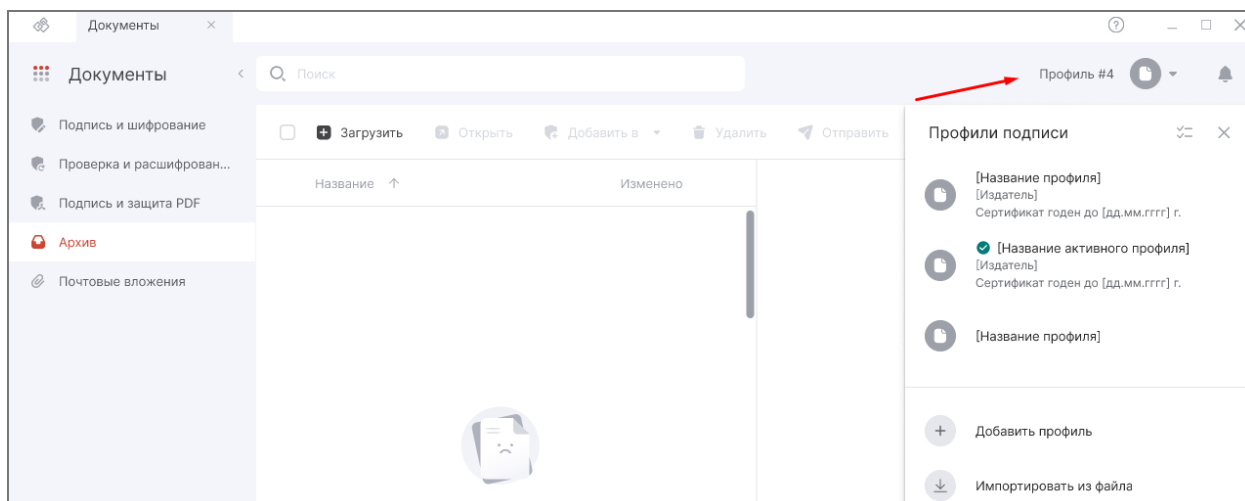 Документы
Документы
Поиск
Профиль #4
Подпись и шифрование
Проверка и расшифрован...
Подпись и защита PDF
Архив
Почтовые вложения
Загрузить Открыть Добавить в Удалить Отправить
Название Изменено
Профили подписи
[Название профиля]
[Издатель]
Сертификат годен до [дд.мм.гггг] г.
[Название активного профиля]
[Издатель]
Сертификат годен до [дд.мм.гггг] г.
[Название профиля]
Добавить профиль
Импортировать из файла